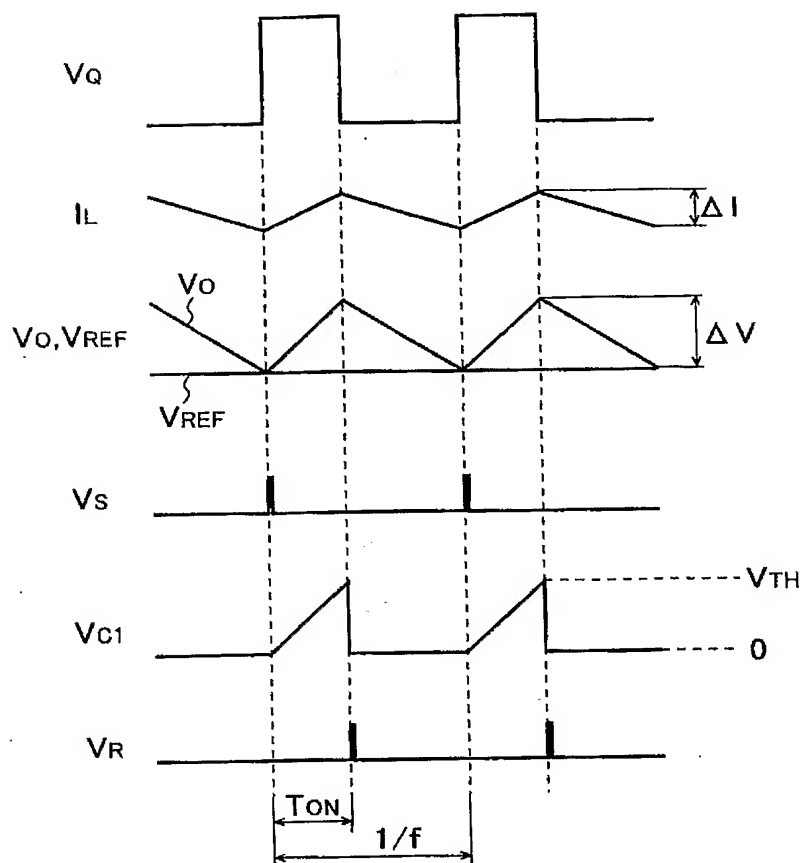 VQ
IL
ΔI
VO
VO,VREF
ΔV
VREF
VS
VTH
VC1
0
VR
TON
1/f